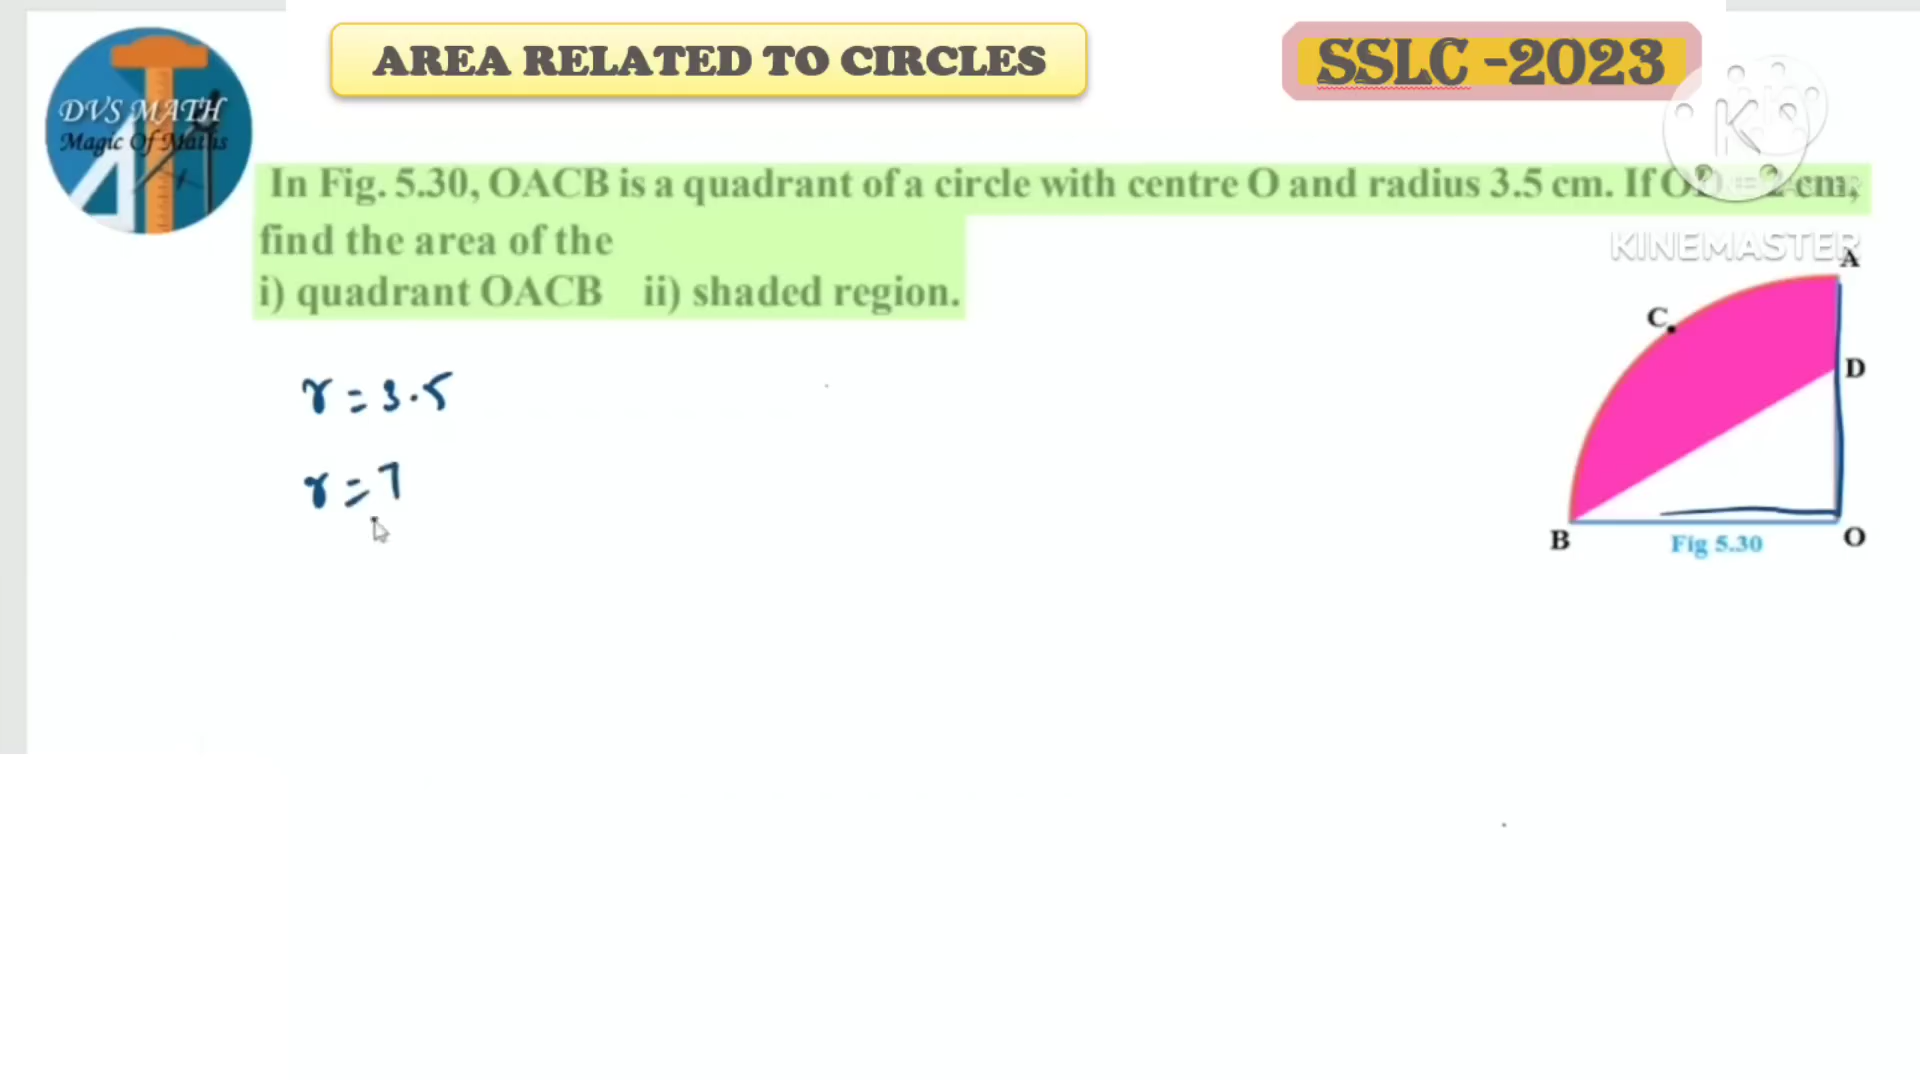 AREA RELATED TO CIRCLES
SSLC -2023
DVS MATH
Magic Of Maths
In Fig. 5.30, OACB is a quadrant of a circle with centre O and radius 3.5 cm. If cm,
find the area of the
i) quadrant OACB ii) shaded region.
KINEMASTER
A
C
D
B
O
Fig 5.30
r = 3.5
r = 7